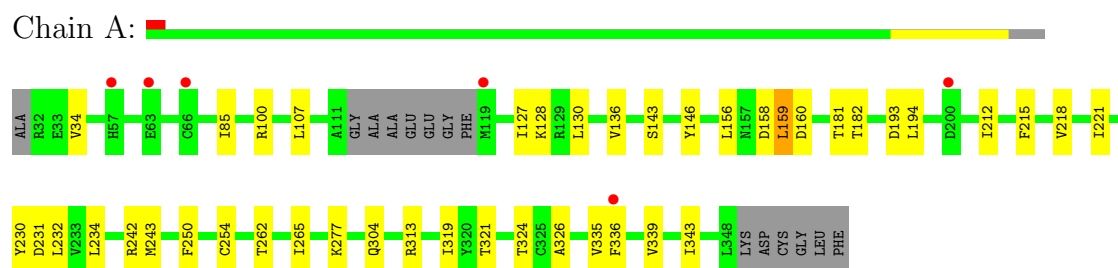 Chain A:
ALA R32 E33 V34 H57 E63 C66 I85 R100 L107 A111 GLY ALA ALA GLU GLU GLY PHE M119 I127 K128 R129 L130 V136 S143 Y146 L156 N157 D158 L159 D160 T181 T182 D193 L194 D200 I212 F215 V218 I221
Y230 D231 L232 V233 L234 R242 M243 F250 C254 T262 I265 K277 Q304 R313 I319 Y320 T321 T324 C325 A326 V335 F336 V339 I343 L348 LYS ASP CYS GLY LEU PHE